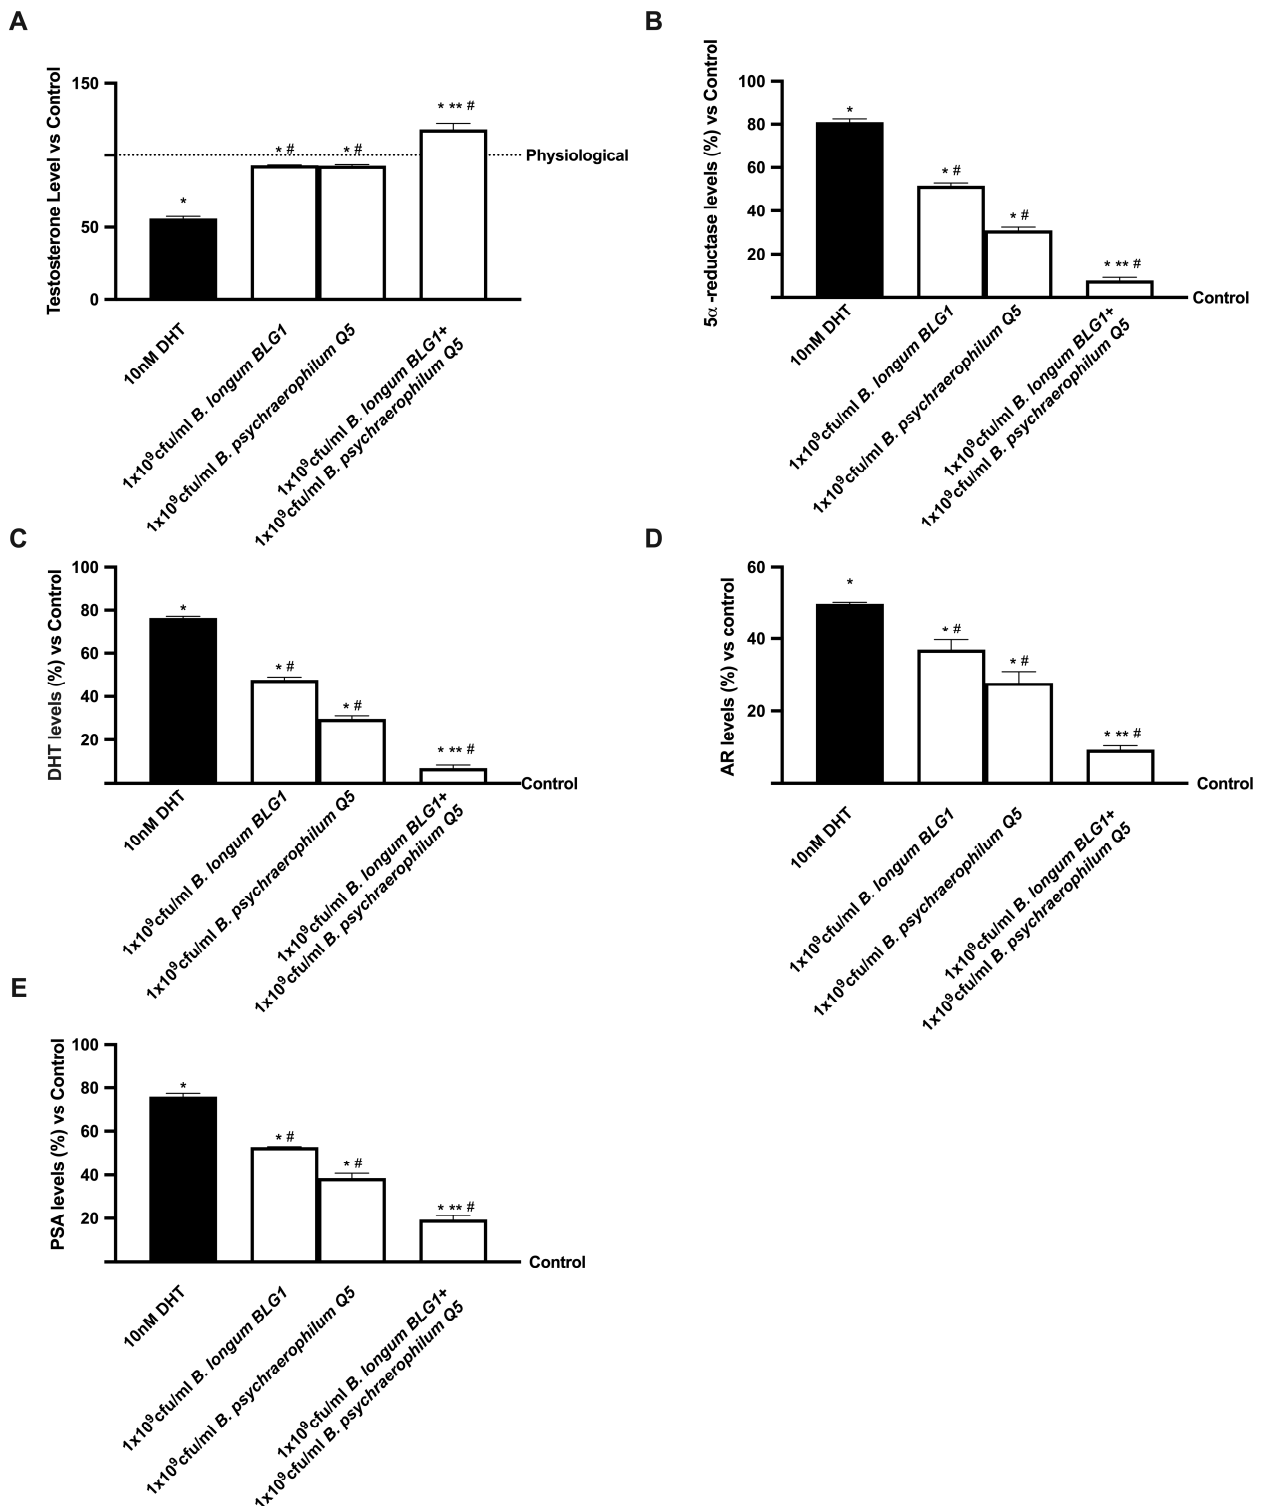 A
Testosterone Level vs Control
150
50
0
*
* #
* #
* ** #
Physiological
10nM DHT
1x10⁹cfu/ml B. longum BLG1
1x10⁹cfu/ml B. psychraerophilum Q5
1x10⁹cfu/ml B. longum BLG1+
1x10⁹cfu/ml B. psychraerophilum Q5
B
5α -reductase levels (%) vs Control
100
80
60
40
20
*
* #
* #
* ** #
Control
10nM DHT
1x10⁹cfu/ml B. longum BLG1
1x10⁹cfu/ml B. psychraerophilum Q5
1x10⁹cfu/ml B. longum BLG1+
1x10⁹cfu/ml B. psychraerophilum Q5
C
DHT levels (%) vs Control
100
80
60
40
20
*
* #
* #
* ** #
Control
10nM DHT
1x10⁹cfu/ml B. longum BLG1
1x10⁹cfu/ml B. psychraerophilum Q5
1x10⁹cfu/ml B. longum BLG1+
1x10⁹cfu/ml B. psychraerophilum Q5
D
AR levels (%) vs control
60
40
20
*
* #
* #
* ** #
Control
10nM DHT
1x10⁹cfu/ml B. longum BLG1
1x10⁹cfu/ml B. psychraerophilum Q5
1x10⁹cfu/ml B. longum BLG1+
1x10⁹cfu/ml B. psychraerophilum Q5
E
PSA levels (%) vs Control
100
80
60
40
20
*
* #
* #
* ** #
Control
10nM DHT
1x10⁹cfu/ml B. longum BLG1
1x10⁹cfu/ml B. psychraerophilum Q5
1x10⁹cfu/ml B. longum BLG1+
1x10⁹cfu/ml B. psychraerophilum Q5